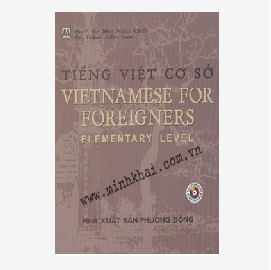 TIẾNG VIỆT CƠ SỞ
VIETNAMESE FOR
FOREIGNERS
ELEMENTARY LEVEL
www.minhkhai.com.vn
NHÀ XUẤT BẢN PHƯƠNG ĐÔNG